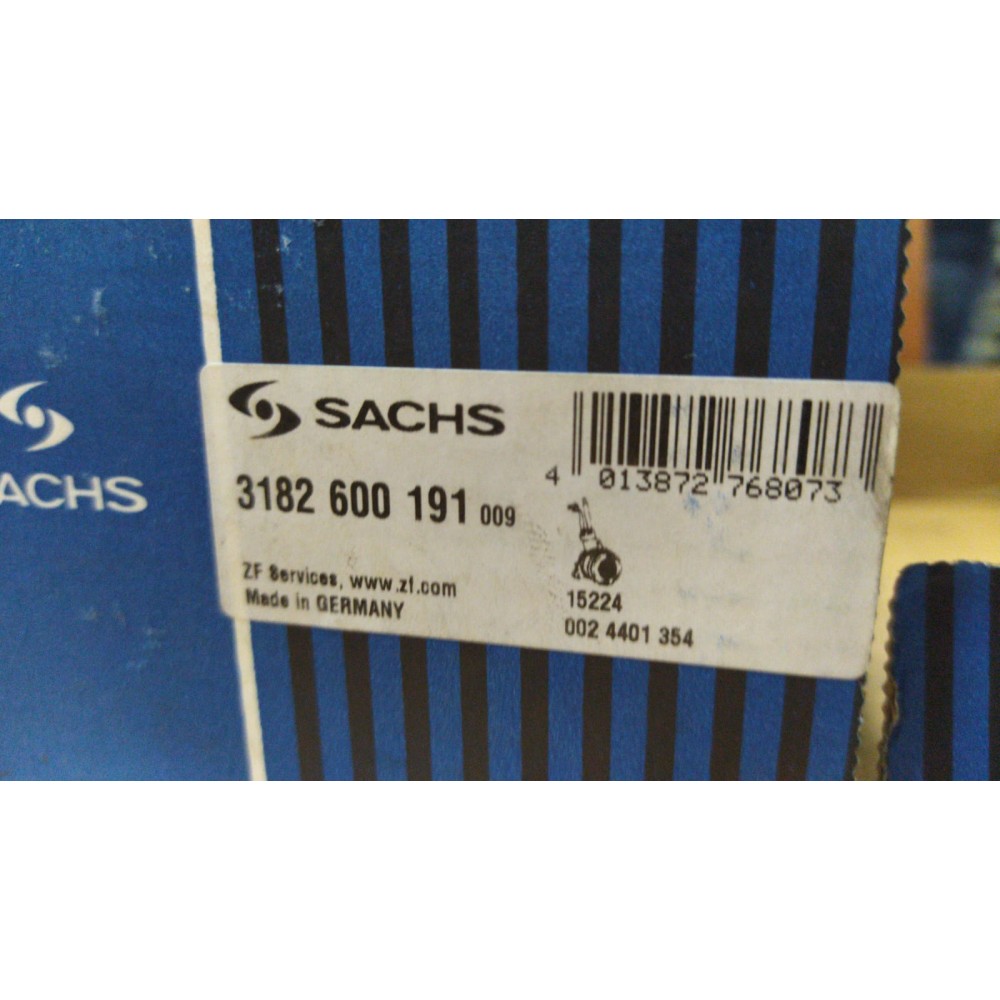 ACHS
SACHS
3182 600 191 009
4 013872 768073
ZF Services, www.zf.com
Made in GERMANY
15224
002 4401 354